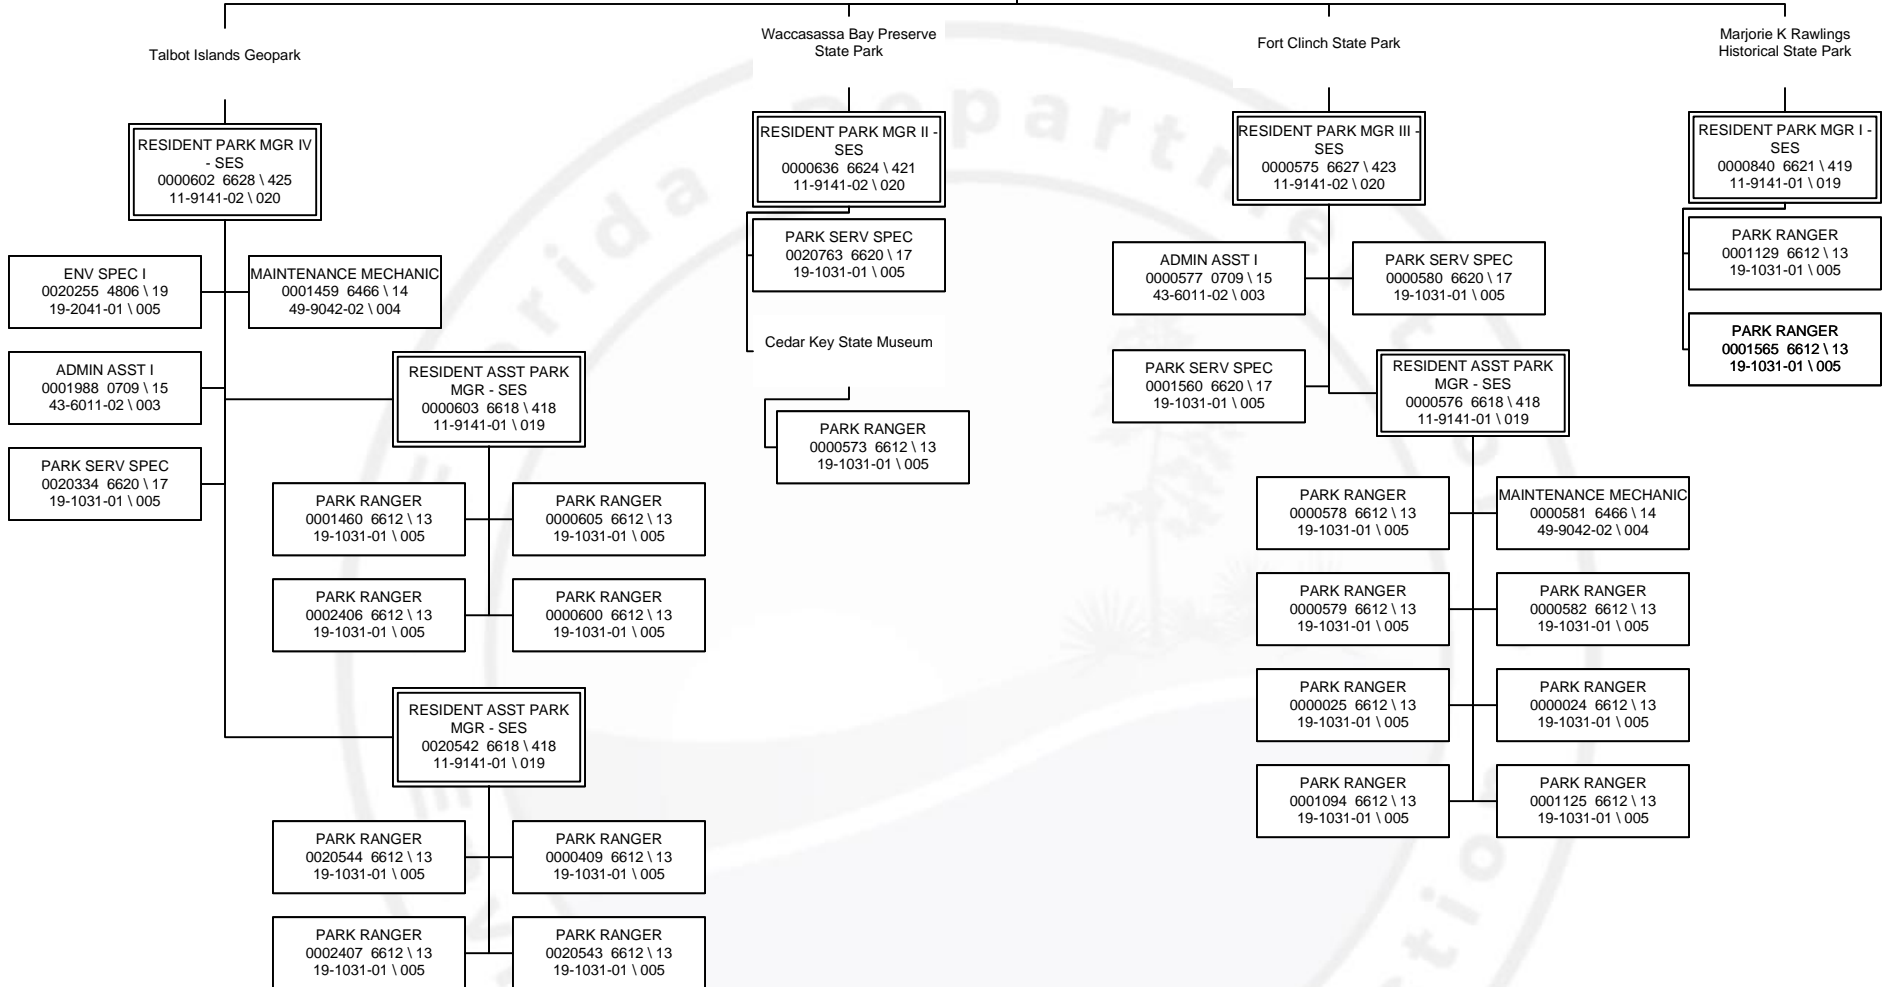 Talbot Islands Geopark
RESIDENT PARK MGR IV
- SES
0000602 6628 \ 425
11-9141-02 \ 020
ENV SPEC I
0020255 4806 \ 19
19-2041-01 \ 005
MAINTENANCE MECHANIC
0001459 6466 \ 14
49-9042-02 \ 004
ADMIN ASST I
0001988 0709 \ 15
43-6011-02 \ 003
PARK SERV SPEC
0020334 6620 \ 17
19-1031-01 \ 005
RESIDENT ASST PARK
MGR - SES
0000603 6618 \ 418
11-9141-01 \ 019
PARK RANGER
0001460 6612 \ 13
19-1031-01 \ 005
PARK RANGER
0000605 6612 \ 13
19-1031-01 \ 005
PARK RANGER
0002406 6612 \ 13
19-1031-01 \ 005
PARK RANGER
0000600 6612 \ 13
19-1031-01 \ 005
RESIDENT ASST PARK
MGR - SES
0020542 6618 \ 418
11-9141-01 \ 019
PARK RANGER
0020544 6612 \ 13
19-1031-01 \ 005
PARK RANGER
0000409 6612 \ 13
19-1031-01 \ 005
PARK RANGER
0002407 6612 \ 13
19-1031-01 \ 005
PARK RANGER
0020543 6612 \ 13
19-1031-01 \ 005
Waccasassa Bay Preserve
State Park
RESIDENT PARK MGR II -
SES
0000636 6624 \ 421
11-9141-02 \ 020
PARK SERV SPEC
0020763 6620 \ 17
19-1031-01 \ 005
Cedar Key State Museum
PARK RANGER
0000573 6612 \ 13
19-1031-01 \ 005
Fort Clinch State Park
RESIDENT PARK MGR III -
SES
0000575 6627 \ 423
11-9141-02 \ 020
ADMIN ASST I
0000577 0709 \ 15
43-6011-02 \ 003
PARK SERV SPEC
0000580 6620 \ 17
19-1031-01 \ 005
PARK SERV SPEC
0001560 6620 \ 17
19-1031-01 \ 005
RESIDENT ASST PARK
MGR - SES
0000576 6618 \ 418
11-9141-01 \ 019
PARK RANGER
0000578 6612 \ 13
19-1031-01 \ 005
MAINTENANCE MECHANIC
0000581 6466 \ 14
49-9042-02 \ 004
PARK RANGER
0000579 6612 \ 13
19-1031-01 \ 005
PARK RANGER
0000582 6612 \ 13
19-1031-01 \ 005
PARK RANGER
0000025 6612 \ 13
19-1031-01 \ 005
PARK RANGER
0000024 6612 \ 13
19-1031-01 \ 005
PARK RANGER
0001094 6612 \ 13
19-1031-01 \ 005
PARK RANGER
0001125 6612 \ 13
19-1031-01 \ 005
Marjorie K Rawlings
Historical State Park
RESIDENT PARK MGR I -
SES
0000840 6621 \ 419
11-9141-01 \ 019
PARK RANGER
0001129 6612 \ 13
19-1031-01 \ 005
PARK RANGER
0001565 6612 \ 13
19-1031-01 \ 005